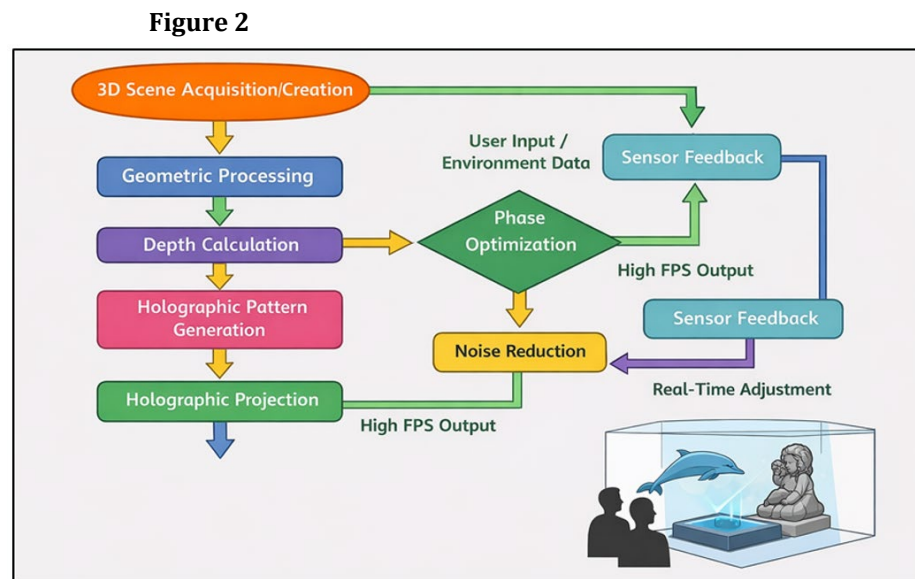 Figure 2
3D Scene Acquisition/Creation
User Input /
Environment Data
Sensor Feedback
Geometric Processing
Depth Calculation
Phase
Optimization
High FPS Output
Holographic Pattern
Generation
Sensor Feedback
Noise Reduction
Real-Time Adjustment
Holographic Projection
High FPS Output